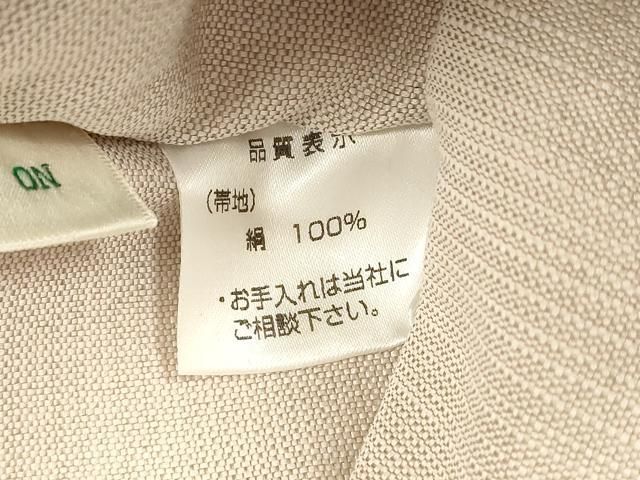 品質表示
(帯地)
絹 100%
・お手入れは当社に
ご相談下さい。
ON